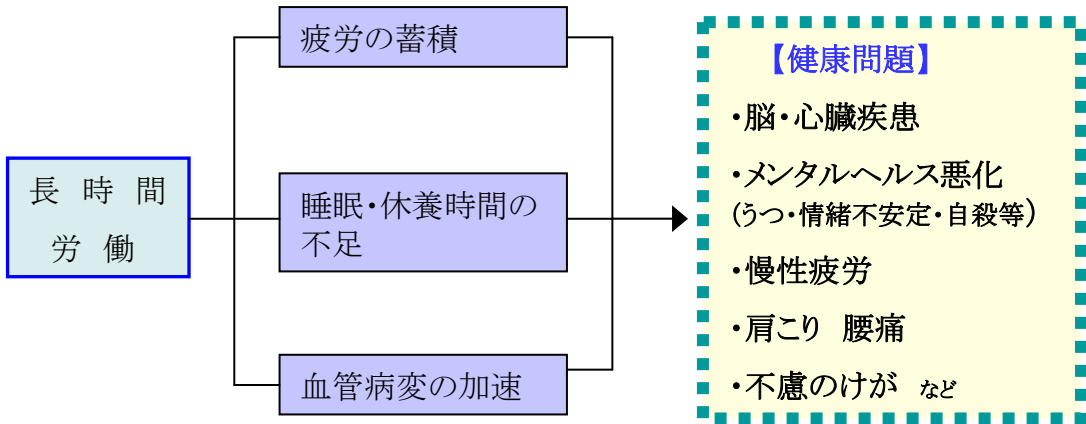 長時間
労働
疲労の蓄積
睡眠・休養時間の
不足
血管病変の加速
【健康問題】
・脳・心臓疾患
・メンタルヘルス悪化
(うつ・情緒不安定・自殺等)
・慢性疲労
・肩こり　腰痛
・不慮のけが　など